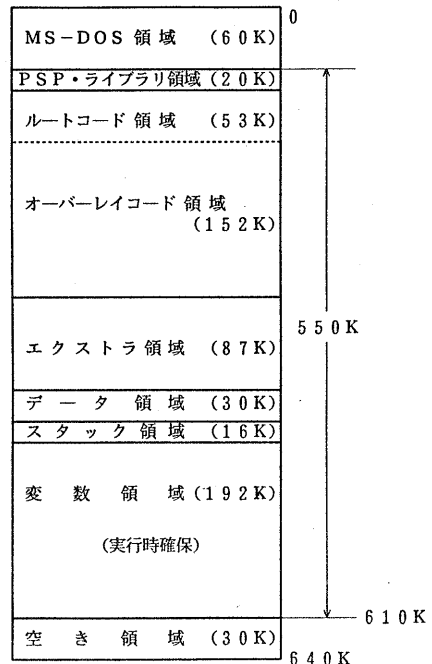 0
MS-DOS 領域 (60K)
PSP・ライブラリ領域 (20K)
ルートコード 領域 (53K)
オーバーレイコード 領域
(152K)
550K
エクストラ領域 (87K)
データ 領域 (30K)
スタック 領域 (16K)
変数領域 (192K)
(実行時確保)
610K
空き領域 (30K)
640K